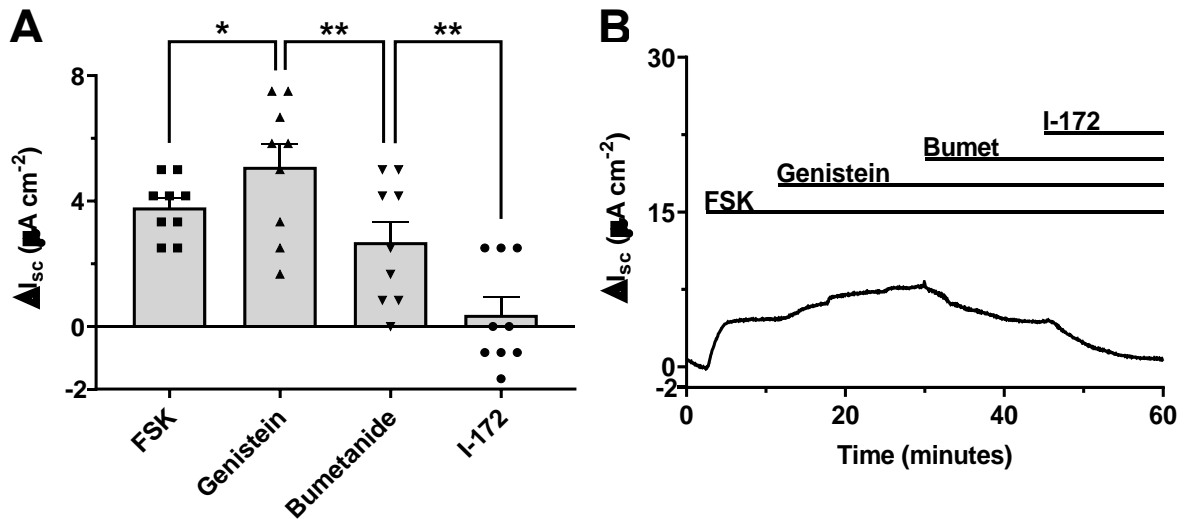 A
*
**
**
8
4
0
-2
ΔIsc (µA cm-2)
FSK
Genistein
Bumetanide
I-172
B
30
15
0
-2
ΔIsc (µA cm-2)
I-172
Bumet
Genistein
FSK
0
20
40
60
Time (minutes)